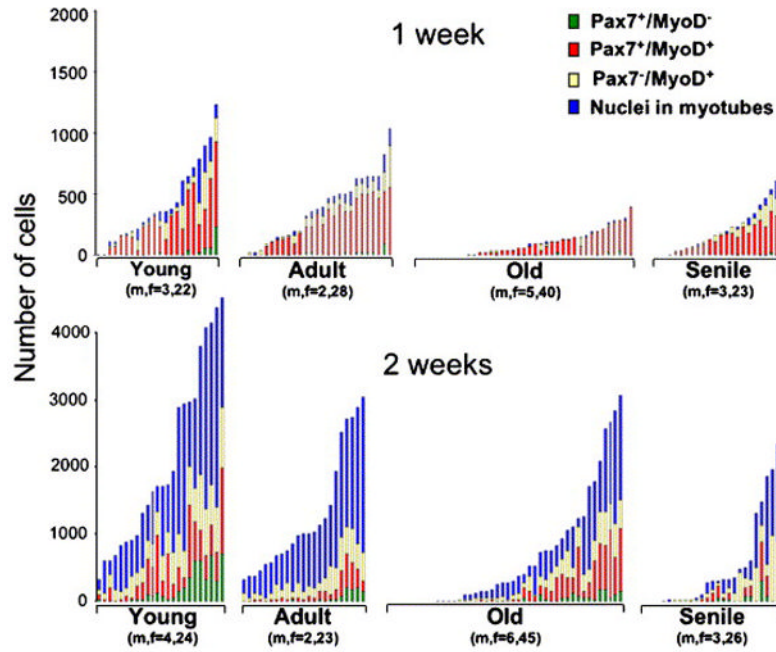 2000
1 week
Pax7⁺/MyoD⁻
Pax7⁺/MyoD⁺
1500
Pax7⁻/MyoD⁺
Nuclei in myotubes
1000
500
0
Number of cells
Young Adult Old Senile
(m,f=3,22) (m,f=2,28) (m,f=5,40) (m,f=3,23)
4000
2 weeks
3000
2000
1000
0
Young Adult Old Senile
(m,f=4,24) (m,f=2,23) (m,f=6,45) (m,f=3,26)